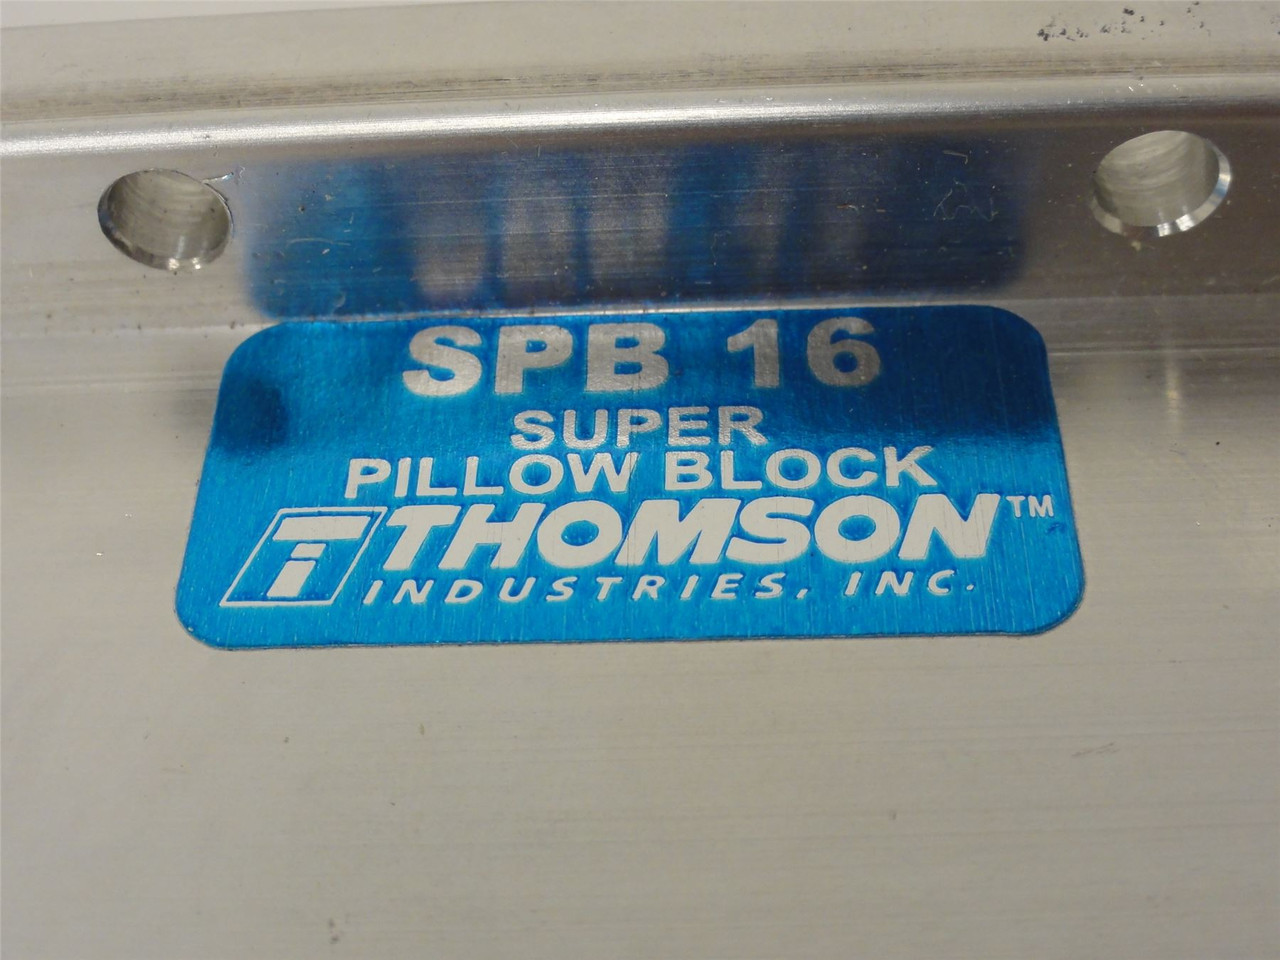 SPB 16
SUPER
PILLOW BLOCK
THOMSON™
INDUSTRIES, INC.